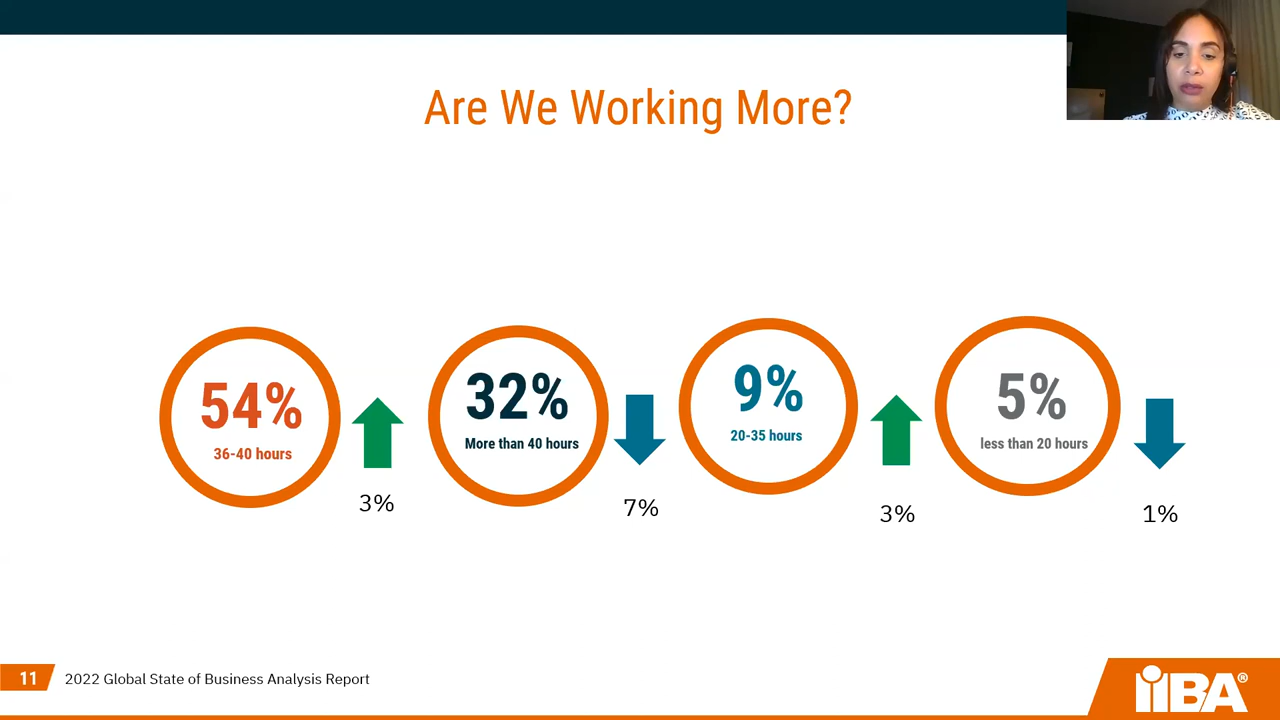 Are We Working More?
54%
36-40 hours
3%
32%
More than 40 hours
7%
9%
20-35 hours
3%
5%
less than 20 hours
1%
11
2022 Global State of Business Analysis Report
IIBA®